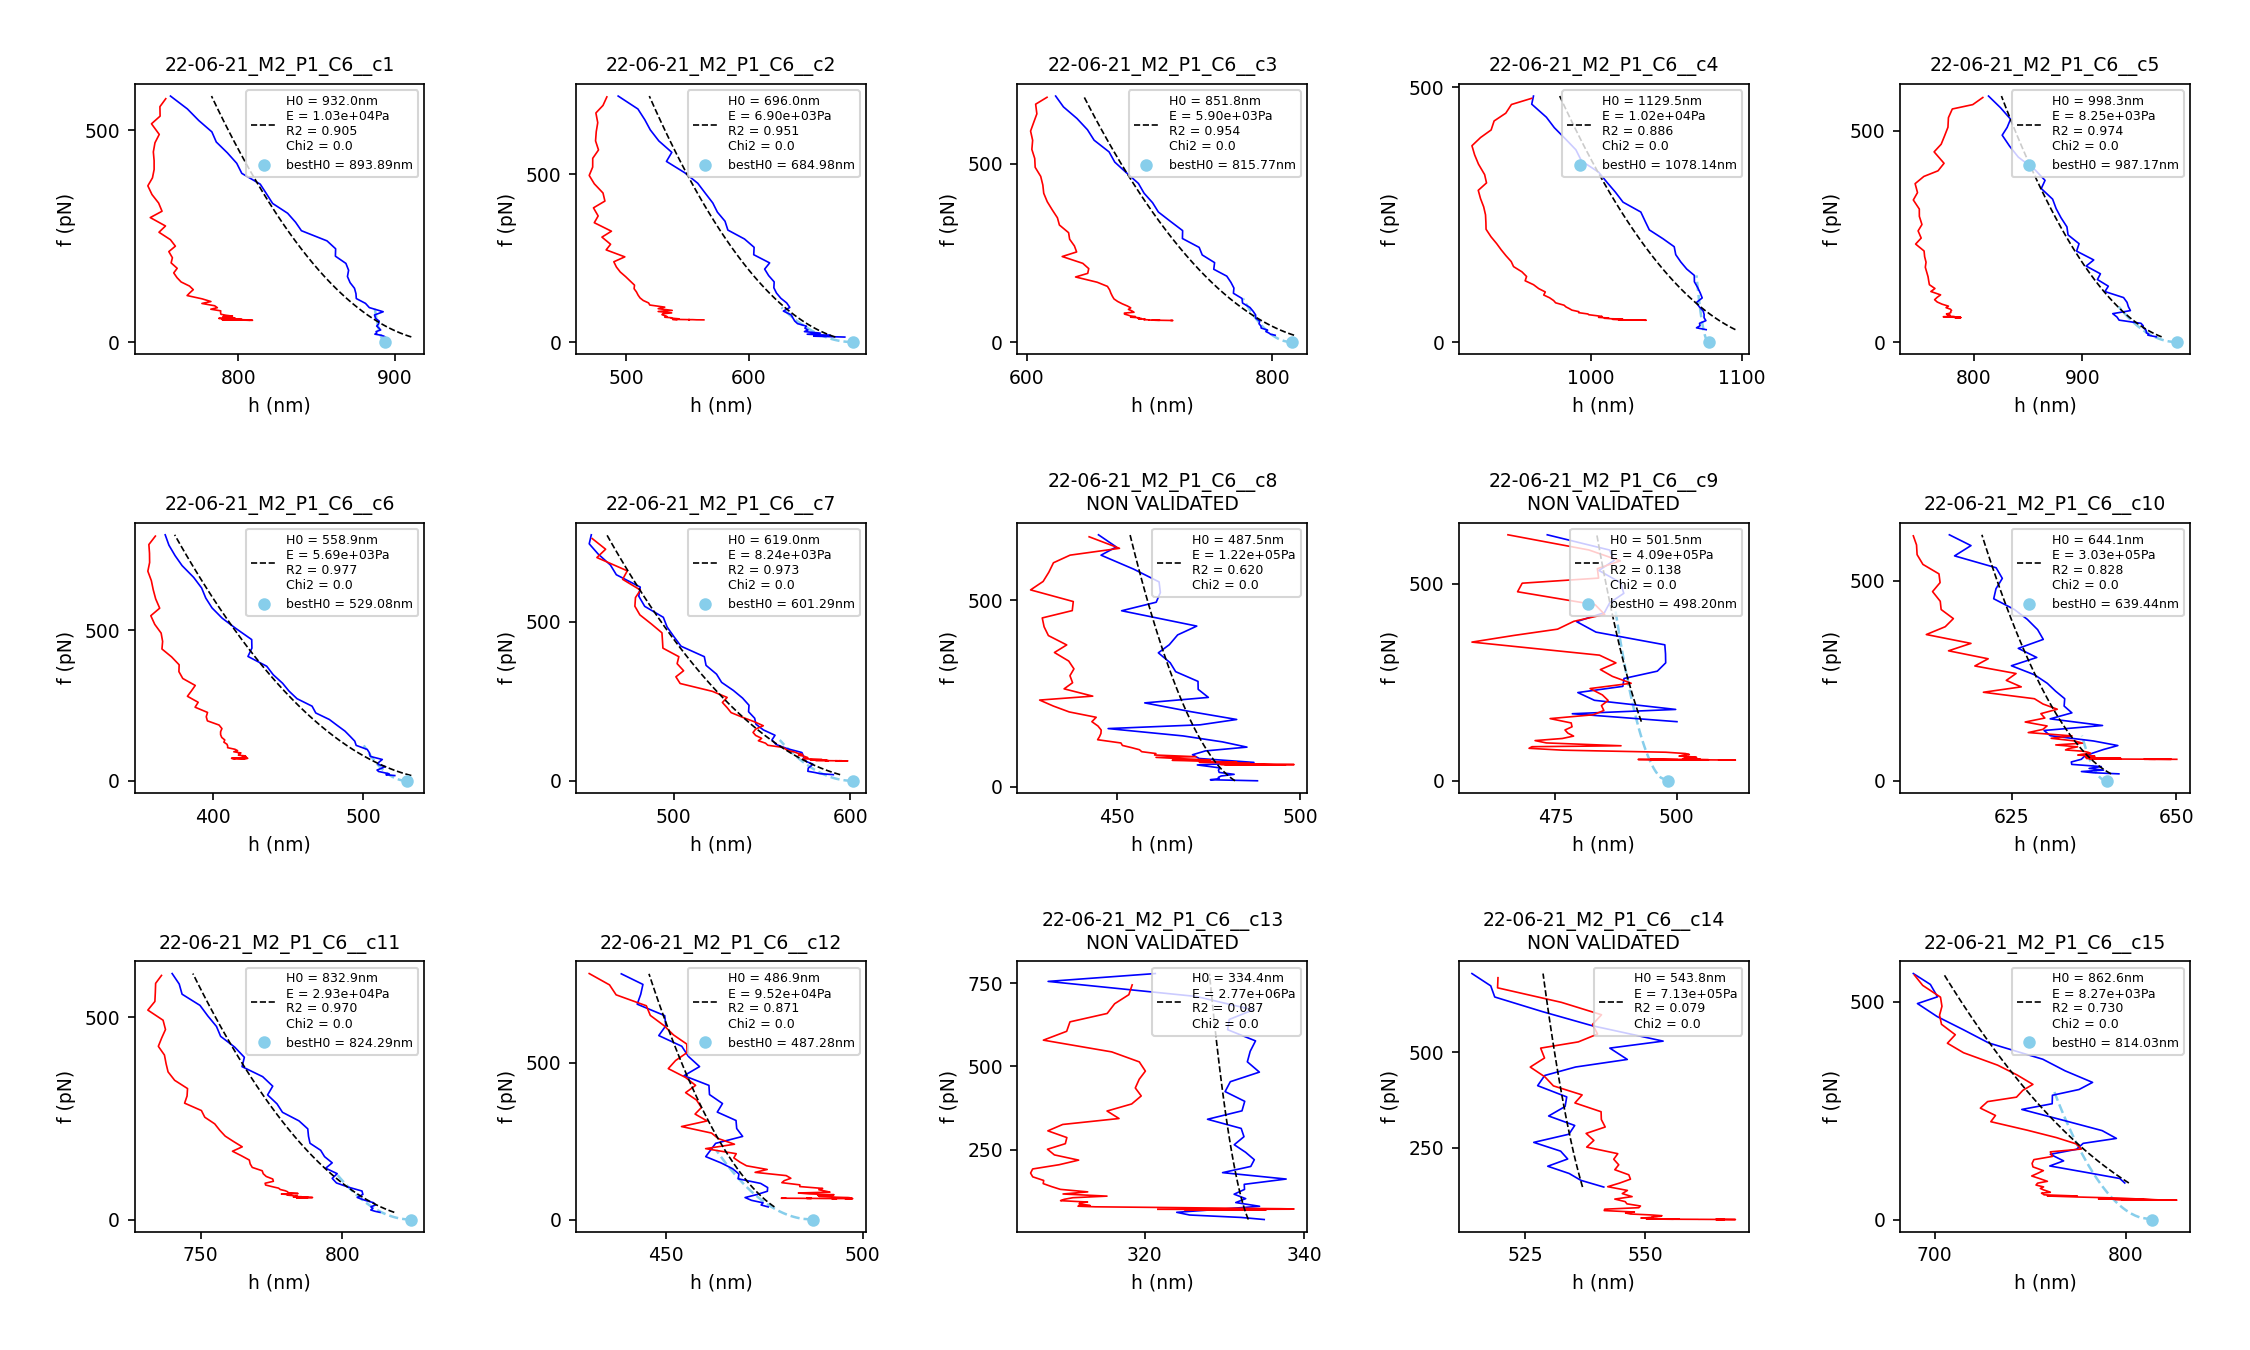 22-06-21_M2_P1_C6__c1
H0 = 932.0nm
E = 1.03e+04Pa
R2 = 0.905
Chi2 = 0.0
bestH0 = 893.89nm
500
0
f (pN)
800
900
h (nm)
22-06-21_M2_P1_C6__c2
H0 = 696.0nm
E = 6.90e+03Pa
R2 = 0.951
Chi2 = 0.0
bestH0 = 684.98nm
500
0
f (pN)
500
600
h (nm)
22-06-21_M2_P1_C6__c3
H0 = 851.8nm
E = 5.90e+03Pa
R2 = 0.954
Chi2 = 0.0
bestH0 = 815.77nm
500
0
f (pN)
600
800
h (nm)
22-06-21_M2_P1_C6__c4
H0 = 1129.5nm
E = 1.02e+04Pa
R2 = 0.886
Chi2 = 0.0
bestH0 = 1078.14nm
500
0
f (pN)
1000
1100
h (nm)
22-06-21_M2_P1_C6__c5
H0 = 998.3nm
E = 8.25e+03Pa
R2 = 0.974
Chi2 = 0.0
bestH0 = 987.17nm
500
0
f (pN)
800
900
h (nm)
22-06-21_M2_P1_C6__c6
H0 = 558.9nm
E = 5.69e+03Pa
R2 = 0.977
Chi2 = 0.0
bestH0 = 529.08nm
500
0
f (pN)
400
500
h (nm)
22-06-21_M2_P1_C6__c7
H0 = 619.0nm
E = 8.24e+03Pa
R2 = 0.973
Chi2 = 0.0
bestH0 = 601.29nm
500
0
f (pN)
500
600
h (nm)
22-06-21_M2_P1_C6__c8
NON VALIDATED
H0 = 487.5nm
E = 1.22e+05Pa
R2 = 0.620
Chi2 = 0.0
500
0
f (pN)
450
500
h (nm)
22-06-21_M2_P1_C6__c9
NON VALIDATED
H0 = 501.5nm
E = 4.09e+05Pa
R2 = 0.138
Chi2 = 0.0
bestH0 = 498.20nm
500
0
f (pN)
475
500
h (nm)
22-06-21_M2_P1_C6__c10
H0 = 644.1nm
E = 3.03e+05Pa
R2 = 0.828
Chi2 = 0.0
bestH0 = 639.44nm
500
0
f (pN)
625
650
h (nm)
22-06-21_M2_P1_C6__c11
H0 = 832.9nm
E = 2.93e+04Pa
R2 = 0.970
Chi2 = 0.0
bestH0 = 824.29nm
500
0
f (pN)
750
800
h (nm)
22-06-21_M2_P1_C6__c12
H0 = 486.9nm
E = 9.52e+04Pa
R2 = 0.871
Chi2 = 0.0
bestH0 = 487.28nm
500
0
f (pN)
450
500
h (nm)
22-06-21_M2_P1_C6__c13
NON VALIDATED
H0 = 334.4nm
E = 2.77e+06Pa
R2 = 0.087
Chi2 = 0.0
750
500
250
f (pN)
320
340
h (nm)
22-06-21_M2_P1_C6__c14
NON VALIDATED
H0 = 543.8nm
E = 7.13e+05Pa
R2 = 0.079
Chi2 = 0.0
500
250
f (pN)
525
550
h (nm)
22-06-21_M2_P1_C6__c15
H0 = 862.6nm
E = 8.27e+03Pa
R2 = 0.730
Chi2 = 0.0
bestH0 = 814.03nm
500
0
f (pN)
700
800
h (nm)